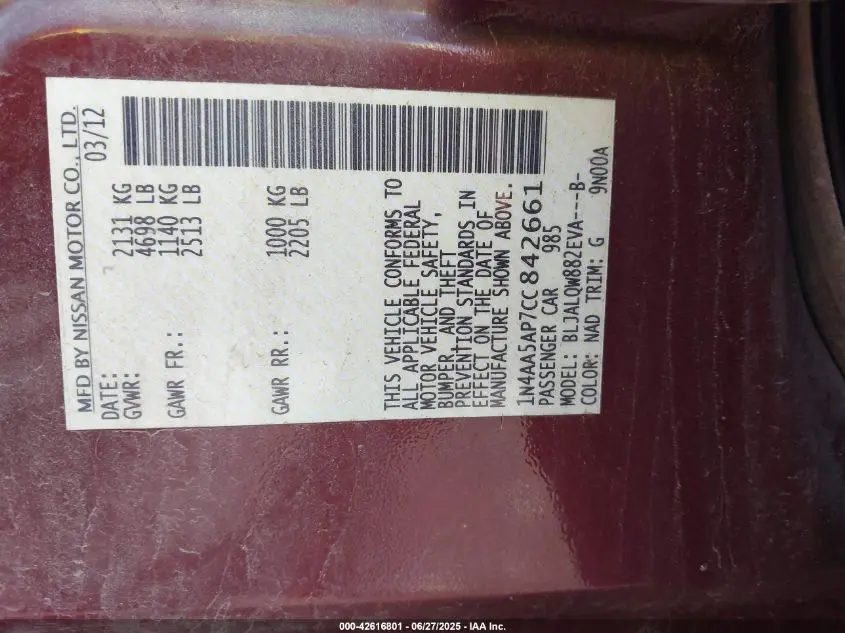 MFD BY NISSAN MOTOR CO., LTD.
DATE: 03/12
GVWR: 2131 KG
4698 LB
GAWR FR.: 1140 KG
2513 LB
GAWR RR.: 1000 KG
2205 LB
THIS VEHICLE CONFORMS TO
ALL APPLICABLE FEDERAL
MOTOR VEHICLE SAFETY,
BUMPER, AND THEFT
PREVENTION STANDARDS IN
EFFECT ON THE DATE OF
MANUFACTURE SHOWN ABOVE.
1N4AA5AP7CC842661
PASSENGER CAR 985
MODEL: BLJALQW882EVA---B-
COLOR: NAD TRIM: G 9N00A
000-42616801 - 06/27/2025 - IAA Inc.